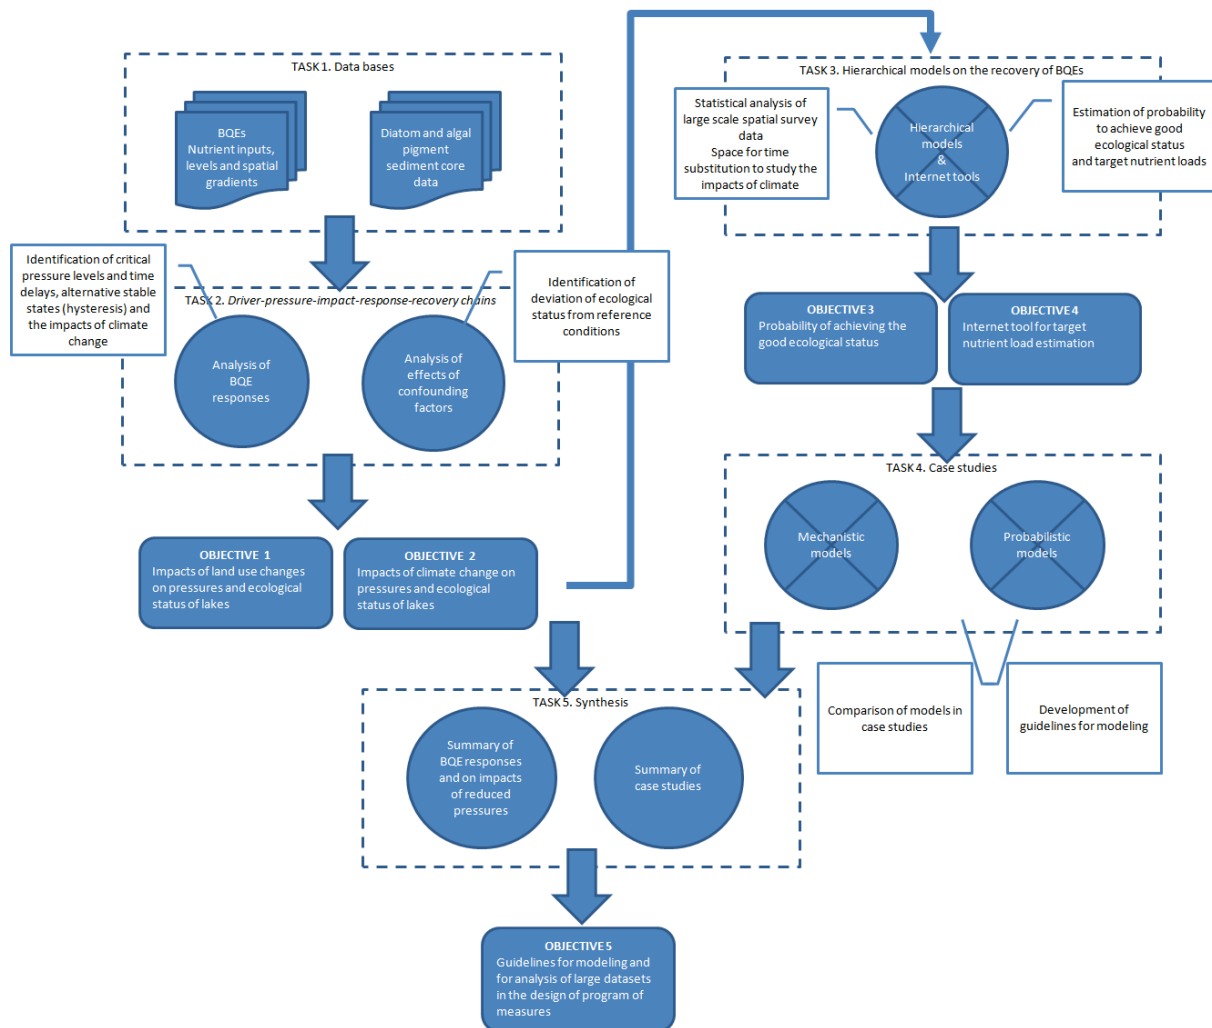 TASK 1. Data bases
BQEs
Nutrient inputs,
levels and spatial
gradients
Diatom and algal
pigment
sediment core
data
Identification of critical
pressure levels and time
delays, alternative stable
states (hysteresis) and
the impacts of climate
change
TASK 2. Driver-pressure-impact-response-recovery chains
Analysis of
BQE
responses
Analysis of
effects of
confounding
factors
Identification of
deviation of ecological
status from reference
conditions
OBJECTIVE 1
Impacts of land use changes
on pressures and ecological
status of lakes
OBJECTIVE 2
Impacts of climate change on
pressures and ecological
status of lakes
TASK 3. Hierarchical models on the recovery of BQEs
Statistical analysis of
large scale spatial survey
data
Space for time
substitution to study the
impacts of climate
Hierarchical
models
&
Internet tools
Estimation of probability
to achieve good
ecological status
and target nutrient loads
OBJECTIVE 3
Probability of achieving the
good ecological status
OBJECTIVE 4
Internet tool for target
nutrient load estimation
TASK 4. Case studies
Mechanistic
models
Probabilistic
models
Comparison of models in
case studies
Development of
guidelines for modeling
TASK 5. Synthesis
Summary of
BQE responses
and on impacts
of reduced
pressures
Summary of
case studies
OBJECTIVE 5
Guidelines for modeling and
for analysis of large datasets
in the design of program of
measures